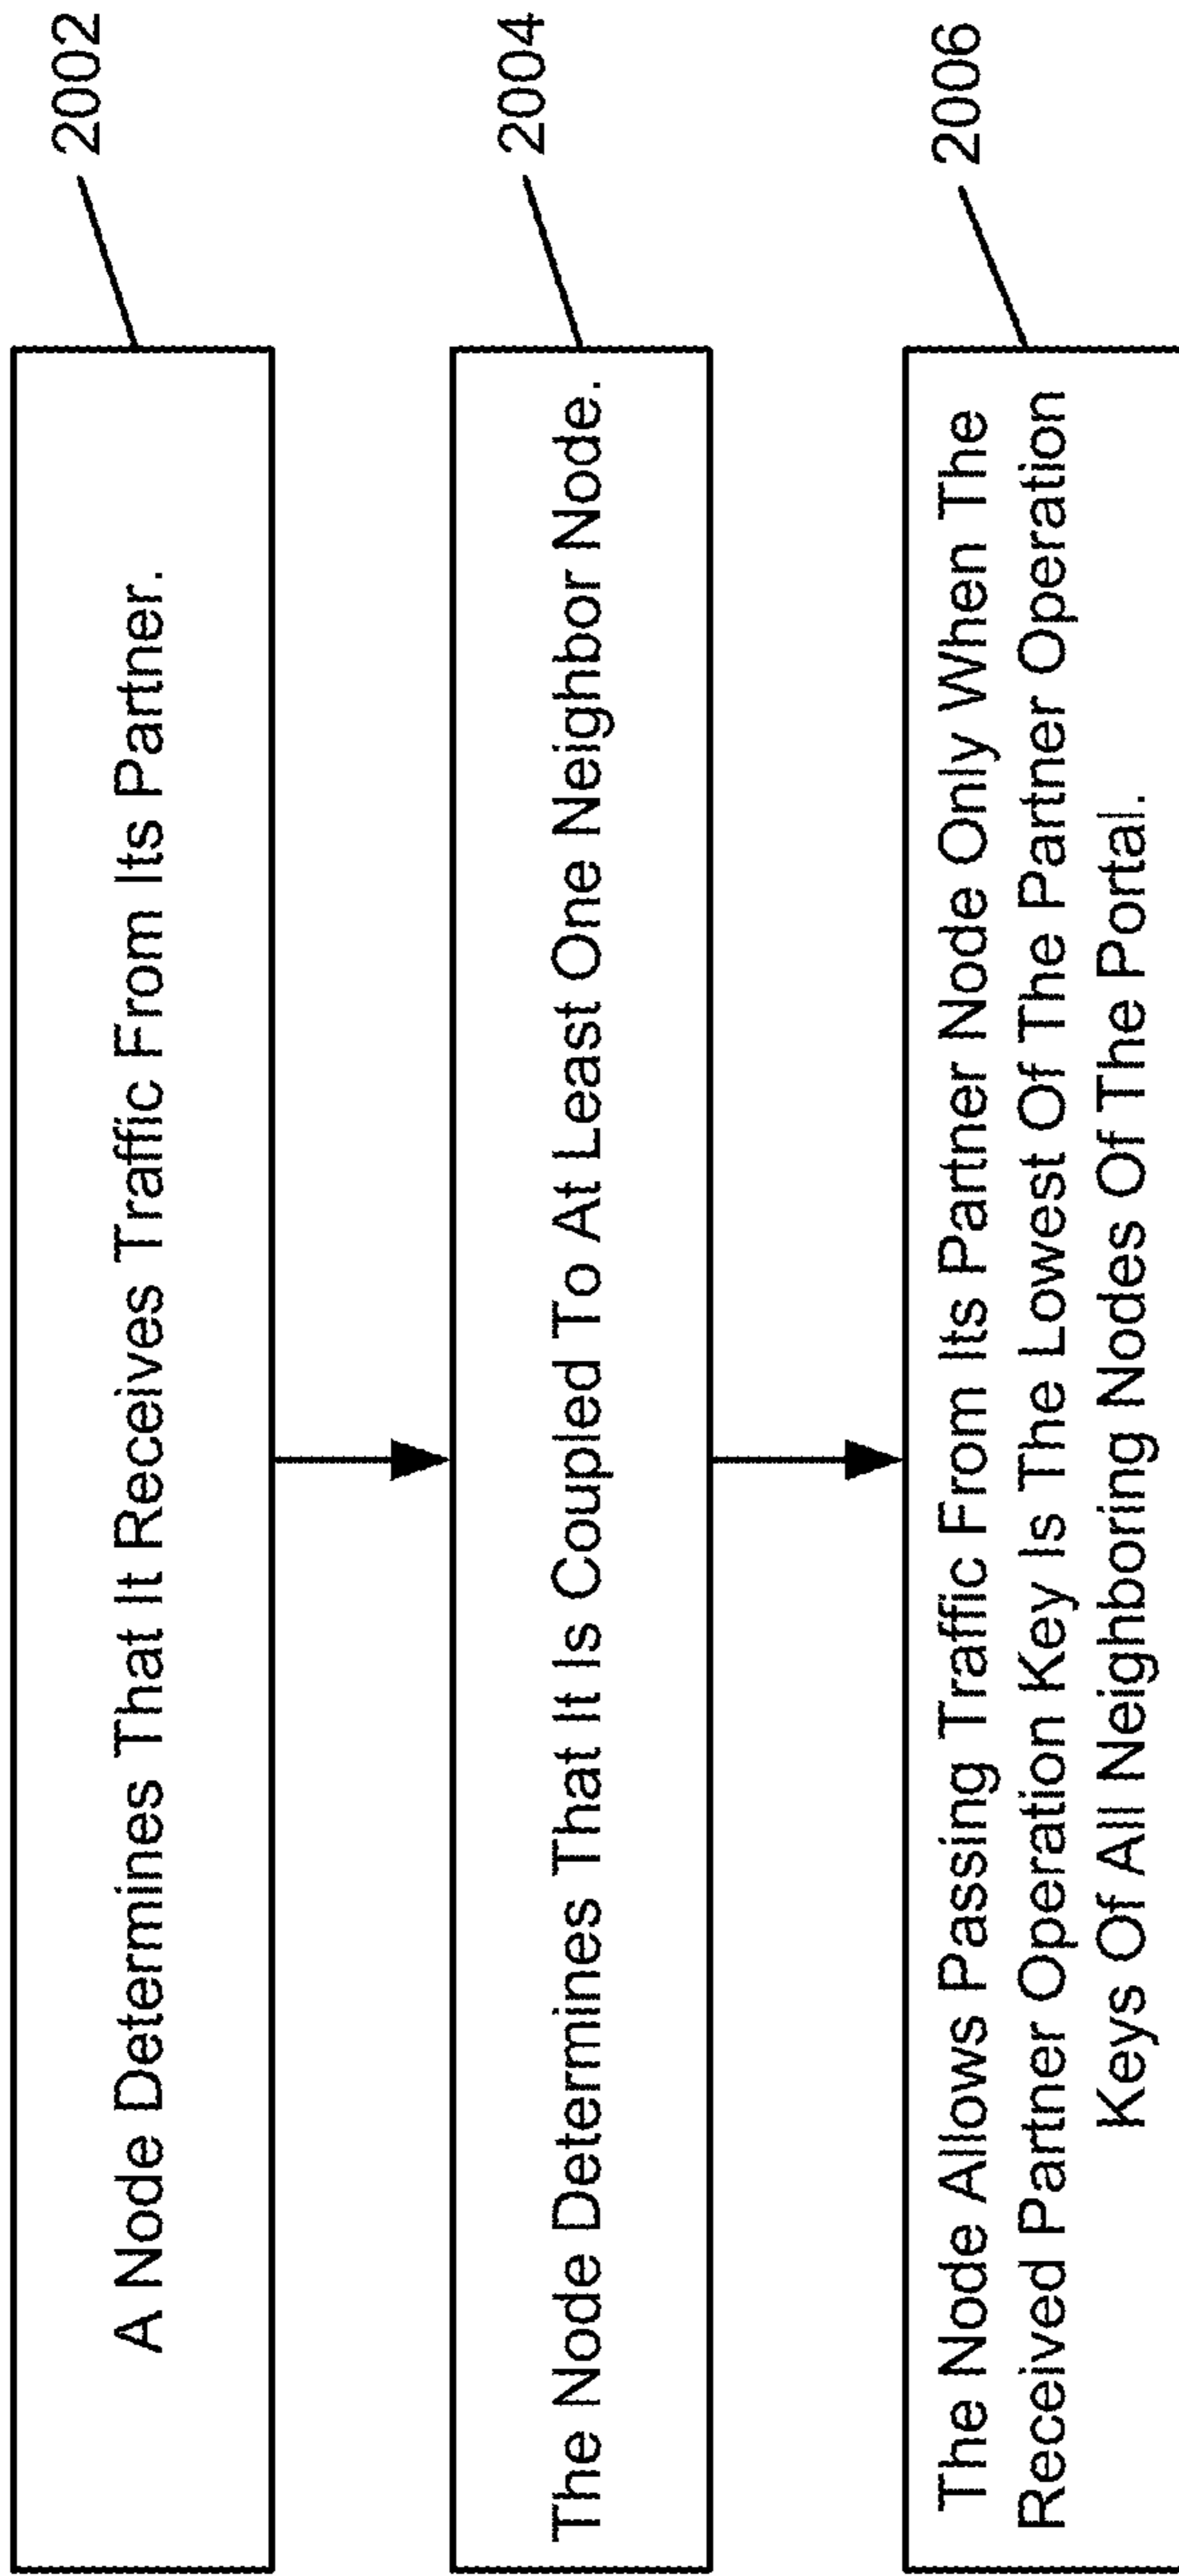 2002
A Node Determines That It Receives Traffic From Its Partner.
2004
The Node Determines That It Is Coupled To At Least One Neighbor Node.
2006
The Node Allows Passing Traffic From Its Partner Node Only When The
Received Partner Operation Key Is The Lowest Of The Partner Operation
Keys Of All Neighboring Nodes Of The Portal.